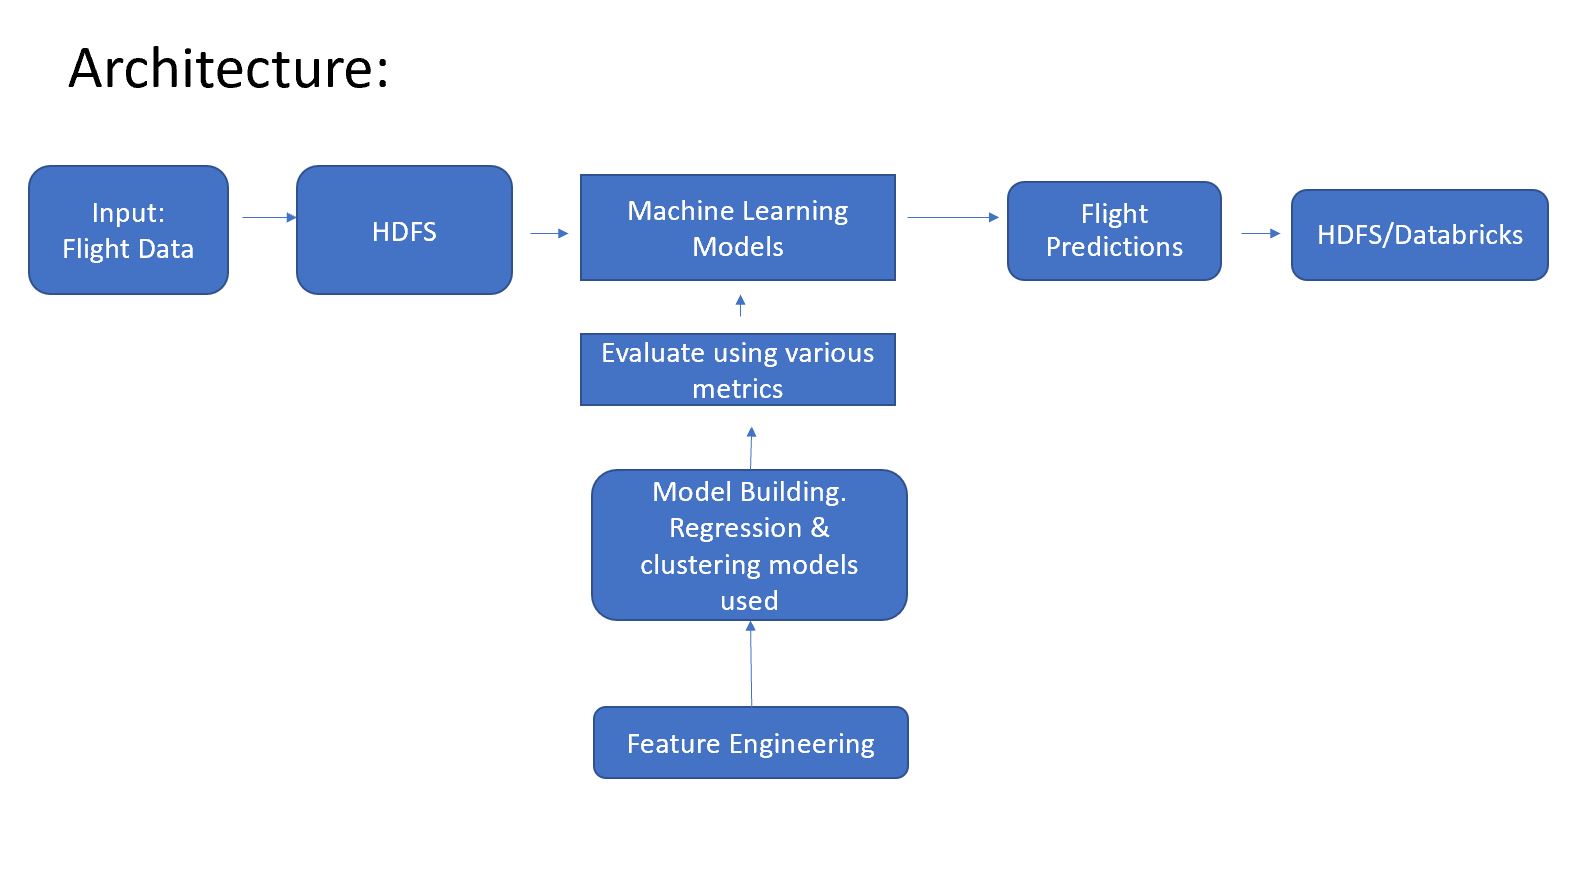 Architecture:
Input:
Flight Data
HDFS
Machine Learning
Models
Flight
Predictions
HDFS/Databricks
Evaluate using various
metrics
Model Building.
Regression &
clustering models
used
Feature Engineering